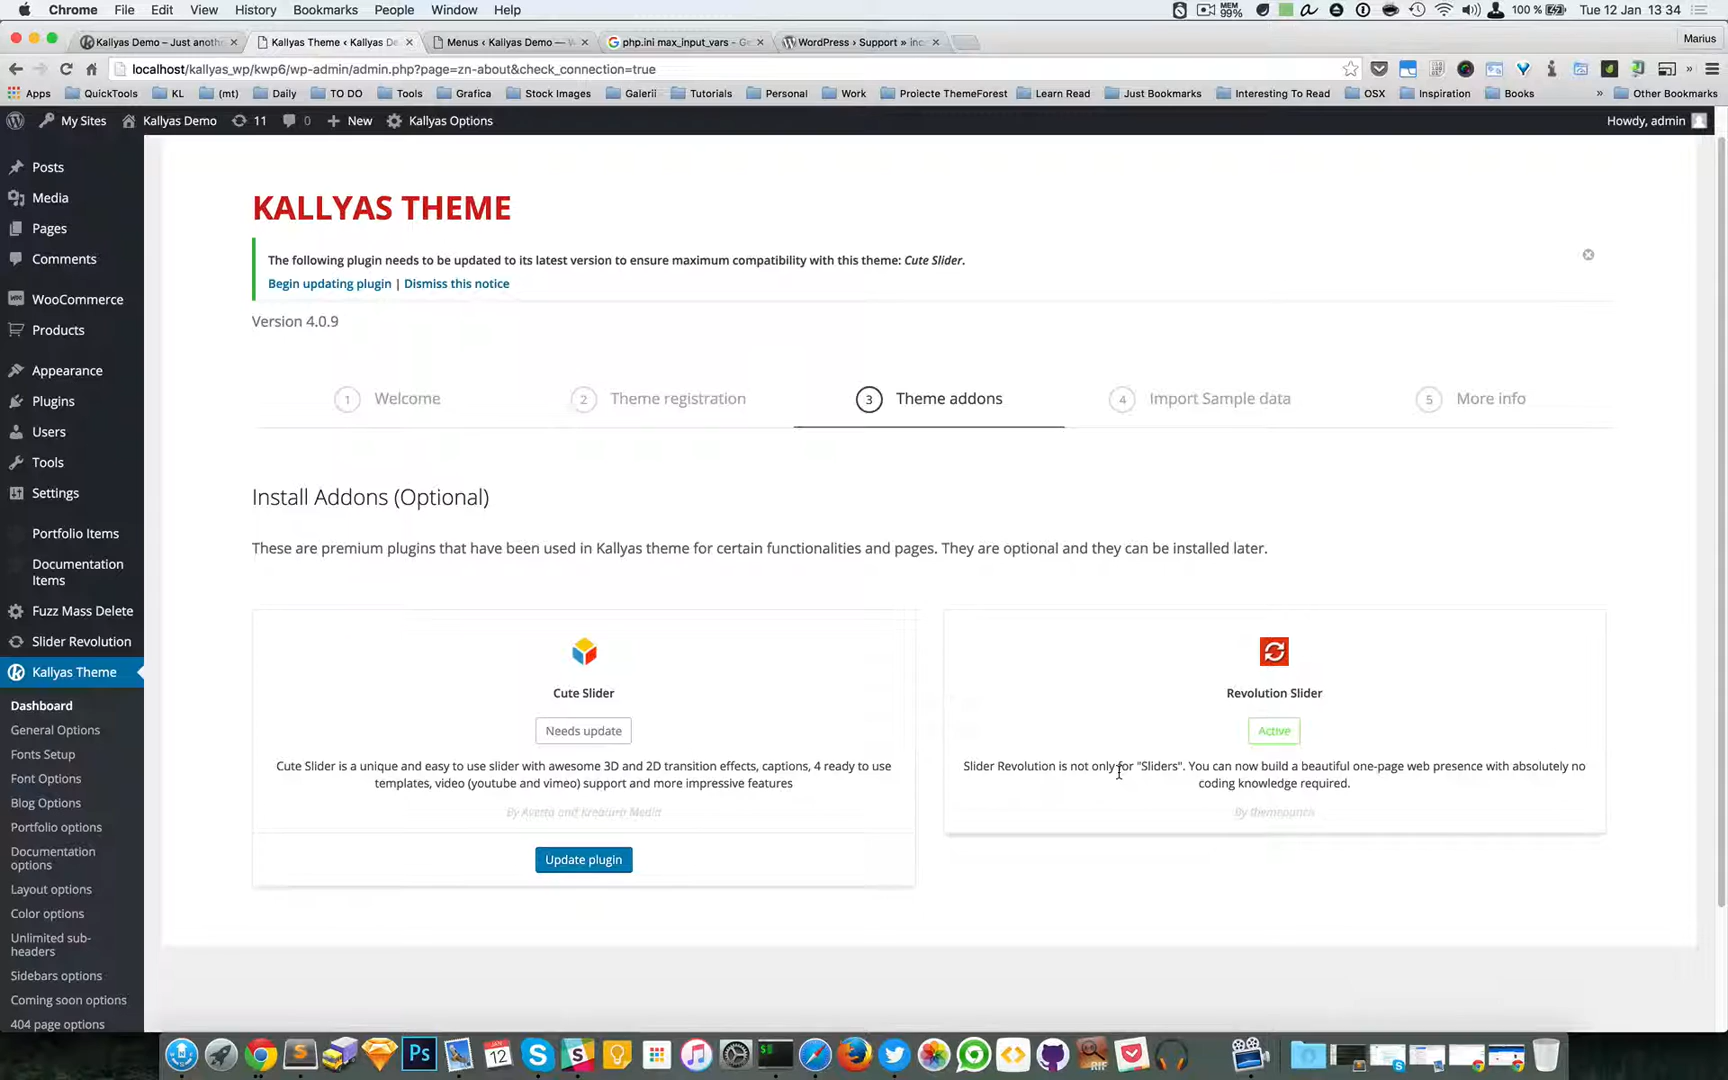 Chrome File Edit View History Bookmarks People Window Help MEM 99% 100 % Tue 12 Jan 13 34
Kallyas Demo – Just anoth Kallyas Theme ‹ Kallyas De Menus ‹ Kallyas Demo — W php.ini max_input_vars - G WordPress › Support » inc Marius
localhost/kallyas_wp/kwp6/wp-admin/admin.php?page=zn-about&check_connection=true
Apps QuickTools KL (mt) Daily TO DO Tools Grafica Stock Images Galerii Tutorials Personal Work Proiecte ThemeForest Learn Read Just Bookmarks Interesting To Read OSX Inspiration Books » Other Bookmarks
My Sites Kallyas Demo 11 0 New Kallyas Options Howdy, admin
Posts
Media
Pages
Comments
WooCommerce
Products
Appearance
Plugins
Users
Tools
Settings
Portfolio Items
Documentation
Items
Fuzz Mass Delete
Slider Revolution
Kallyas Theme
Dashboard
General Options
Fonts Setup
Font Options
Blog Options
Portfolio options
Documentation
options
Layout options
Color options
Unlimited sub-
headers
Sidebars options
Coming soon options
404 page options
KALLYAS THEME
The following plugin needs to be updated to its latest version to ensure maximum compatibility with this theme: Cute Slider.
Begin updating plugin | Dismiss this notice
Version 4.0.9
1 Welcome 2 Theme registration 3 Theme addons 4 Import Sample data 5 More info
Install Addons (Optional)
These are premium plugins that have been used in Kallyas theme for certain functionalities and pages. They are optional and they can be installed later.
Cute Slider
Needs update
Cute Slider is a unique and easy to use slider with awesome 3D and 2D transition effects, captions, 4 ready to use
templates, video (youtube and vimeo) support and more impressive features
By Averta and Kreatura Media
Update plugin
Revolution Slider
Active
Slider Revolution is not only for "Sliders". You can now build a beautiful one-page web presence with absolutely no
coding knowledge required.
By themepunch
Ps
JAN
12
RIF